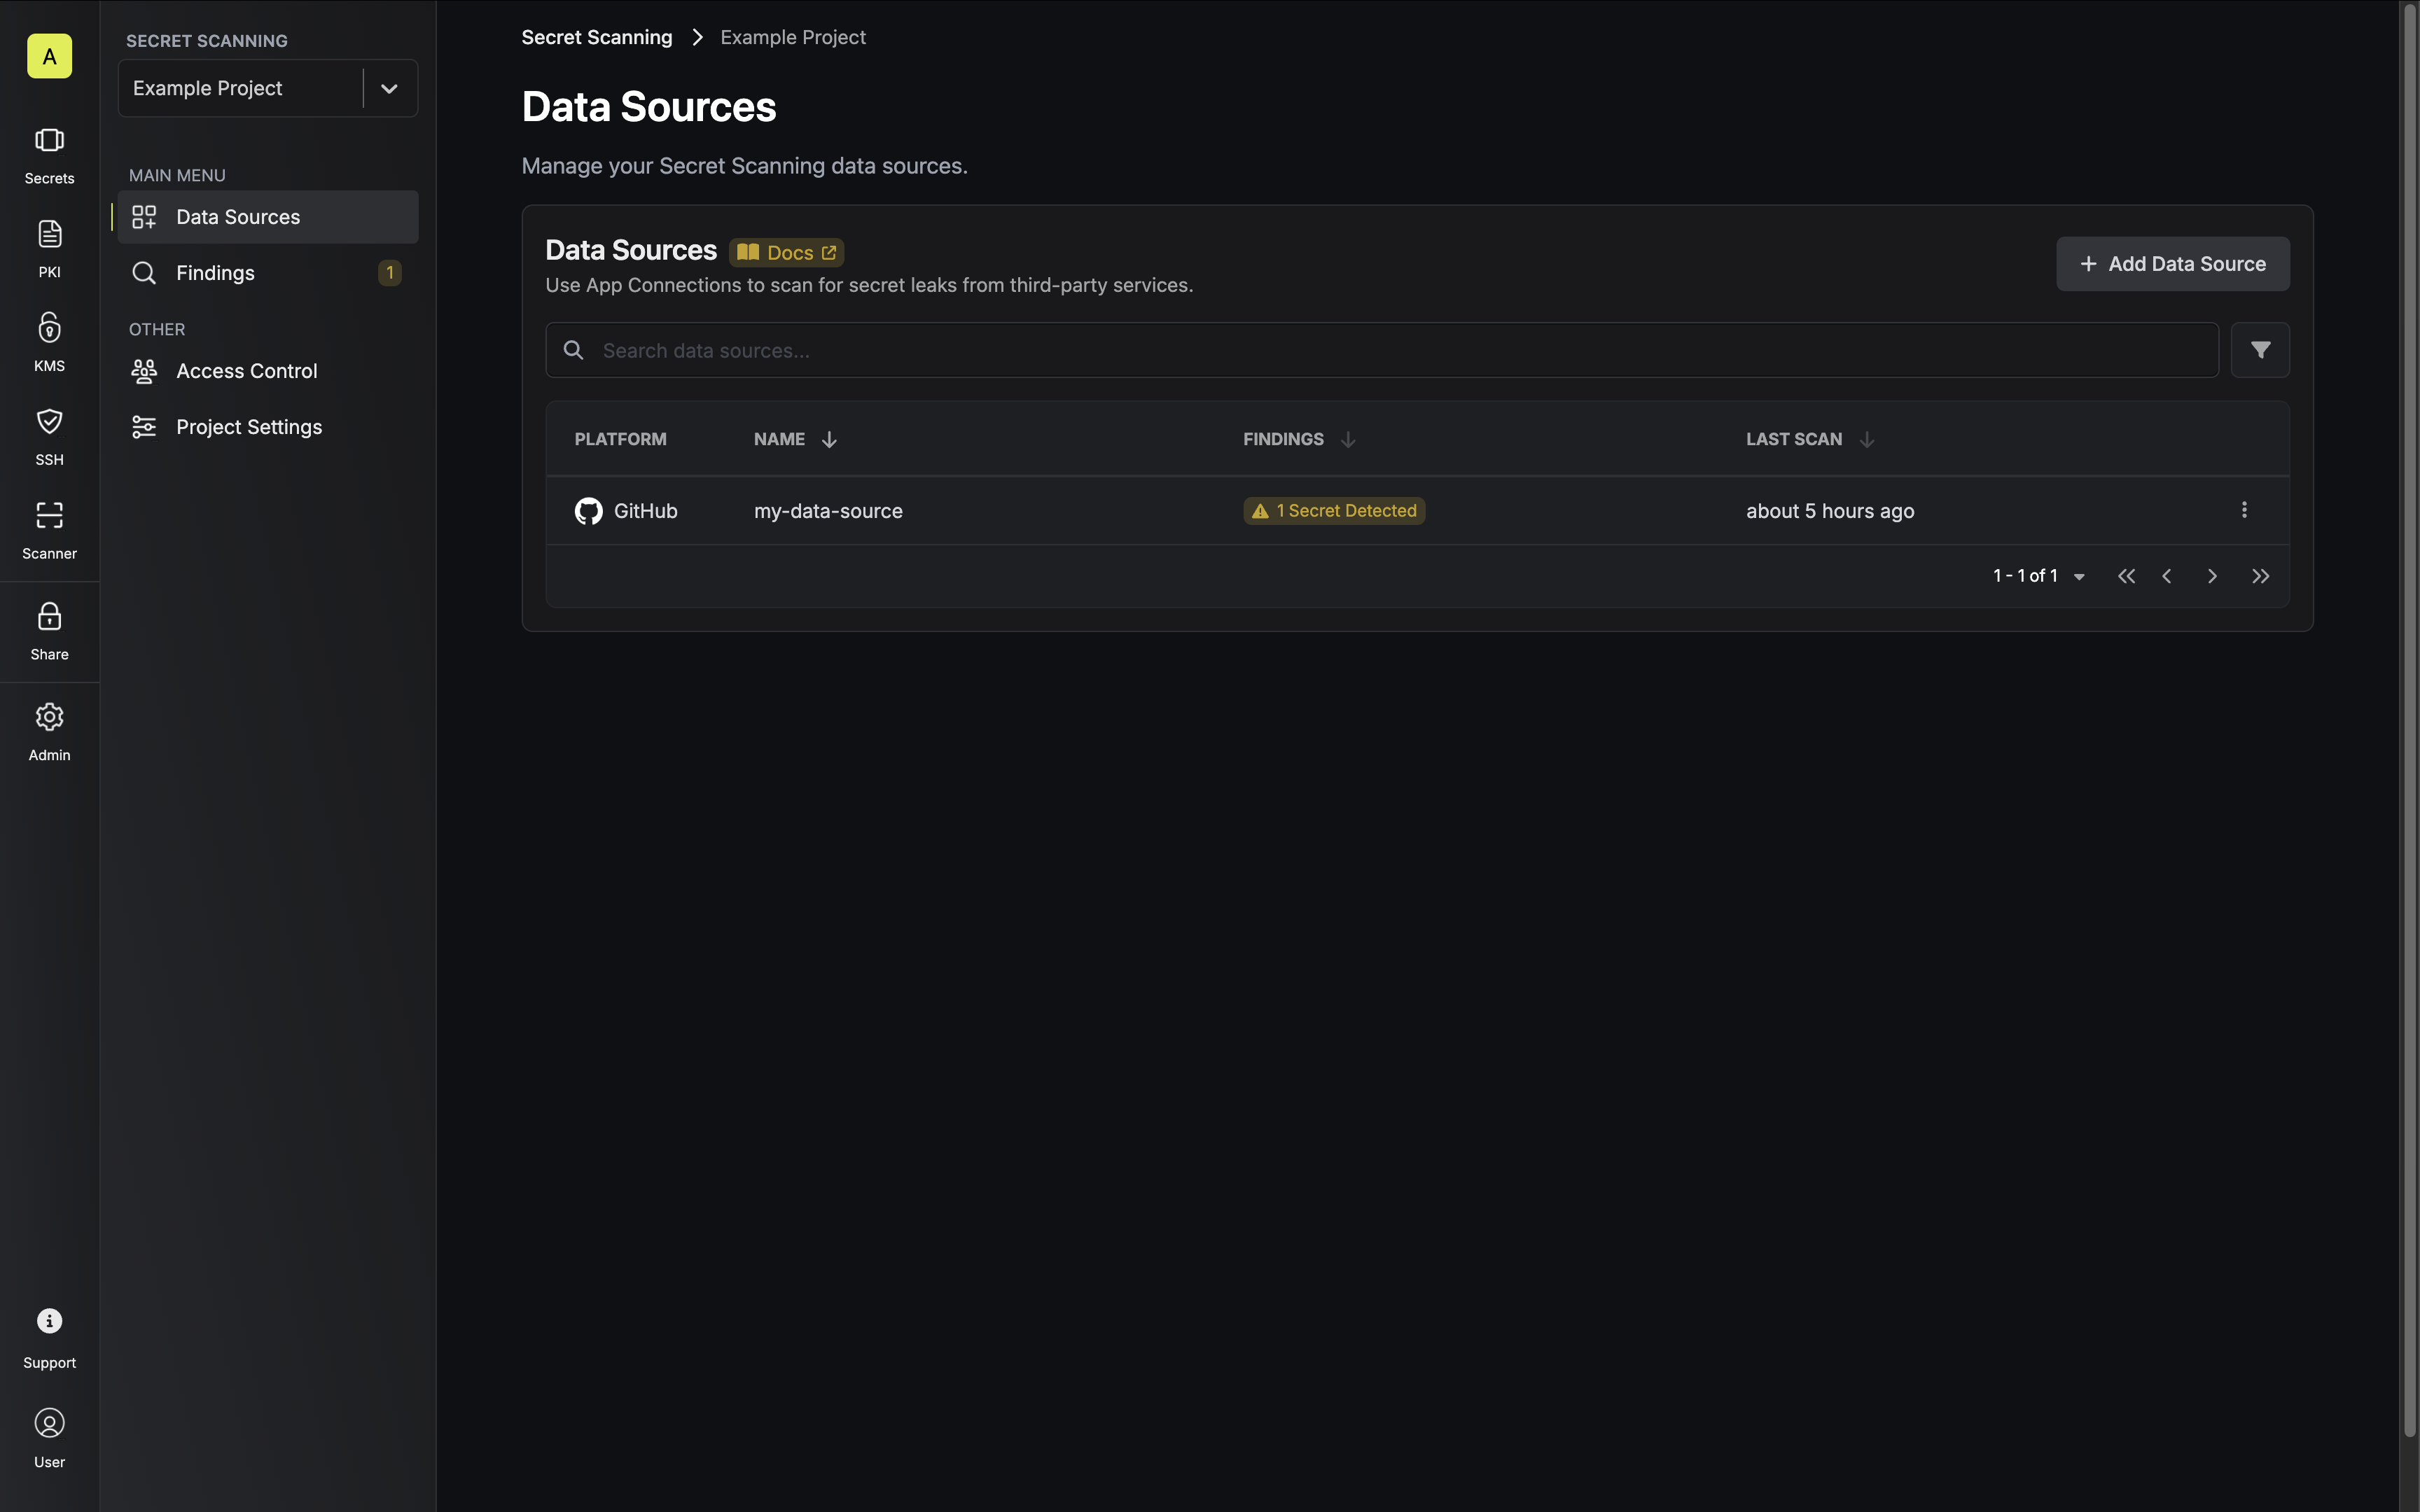 A
Secrets
PKI
KMS
SSH
Scanner
Share
Admin
Support
User
SECRET SCANNING
Example Project
MAIN MENU
Data Sources
Findings 1
OTHER
Access Control
Project Settings
Secret Scanning Example Project
Data Sources
Manage your Secret Scanning data sources.
Data Sources Docs
Use App Connections to scan for secret leaks from third-party services.
+ Add Data Source
Search data sources...
PLATFORM NAME FINDINGS LAST SCAN
GitHub my-data-source 1 Secret Detected about 5 hours ago
1 - 1 of 1